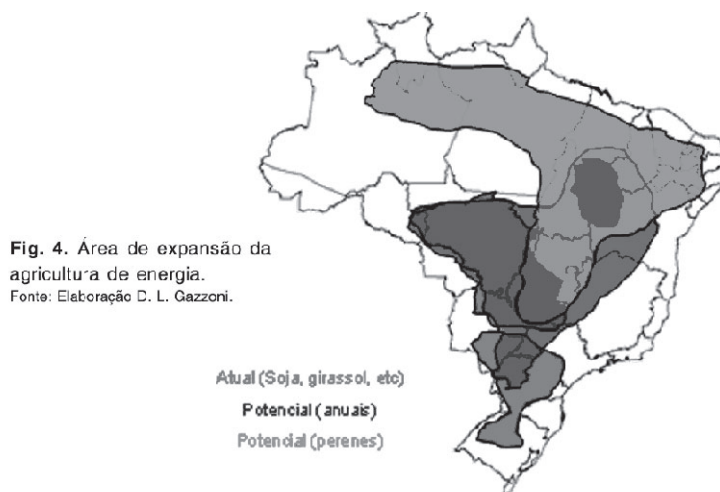 Fig. 4. Área de expansão da
agricultura de energia.
Fonte: Elaboração D. L. Gazzoni.
Atual (Soja, girassol, etc)
Potencial (anuais)
Potencial (perenes)